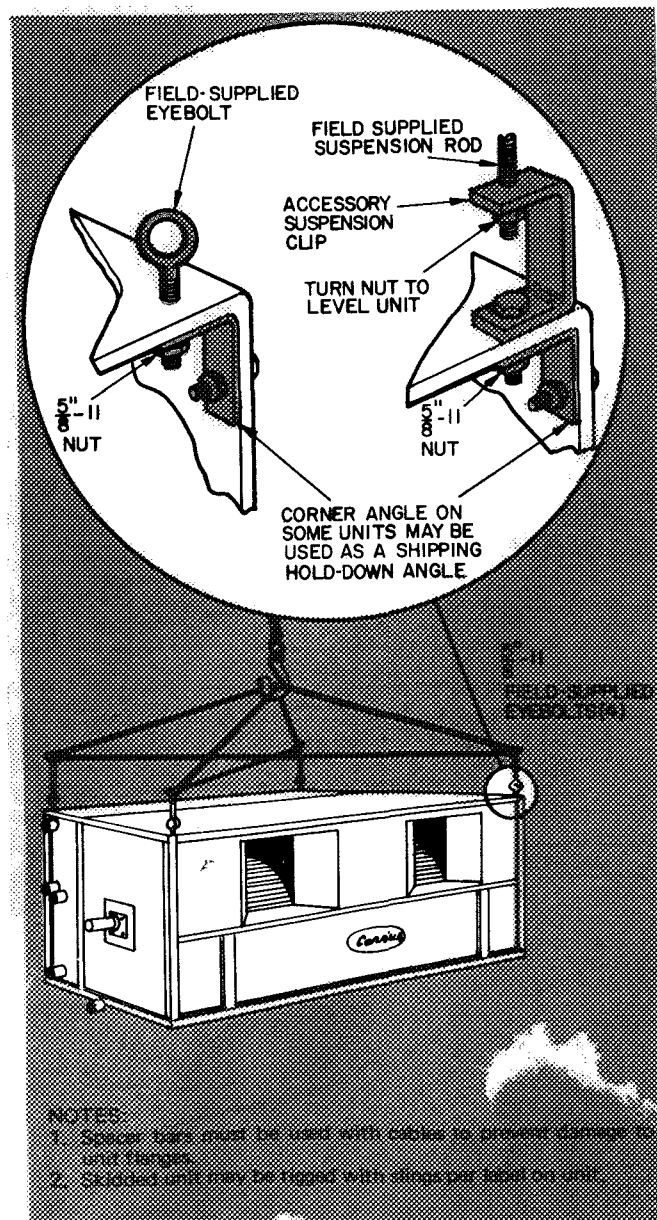 FIELD-SUPPLIED
EYEBOLT
FIELD SUPPLIED
SUSPENSION ROD
ACCESSORY
SUSPENSION
CLIP
TURN NUT TO
LEVEL UNIT
5/8"-11
NUT
5/8"-11
NUT
CORNER ANGLE ON
SOME UNITS MAY BE
USED AS A SHIPPING
HOLD-DOWN ANGLE
-11
FIELD-SUPPLIED
EYEBOLTS(4)
Carrier
NOTES:
1. Spacer bars must be used with cables to prevent damage to
unit flanges.
2. Skidded unit may be rigged with slings per label on unit.